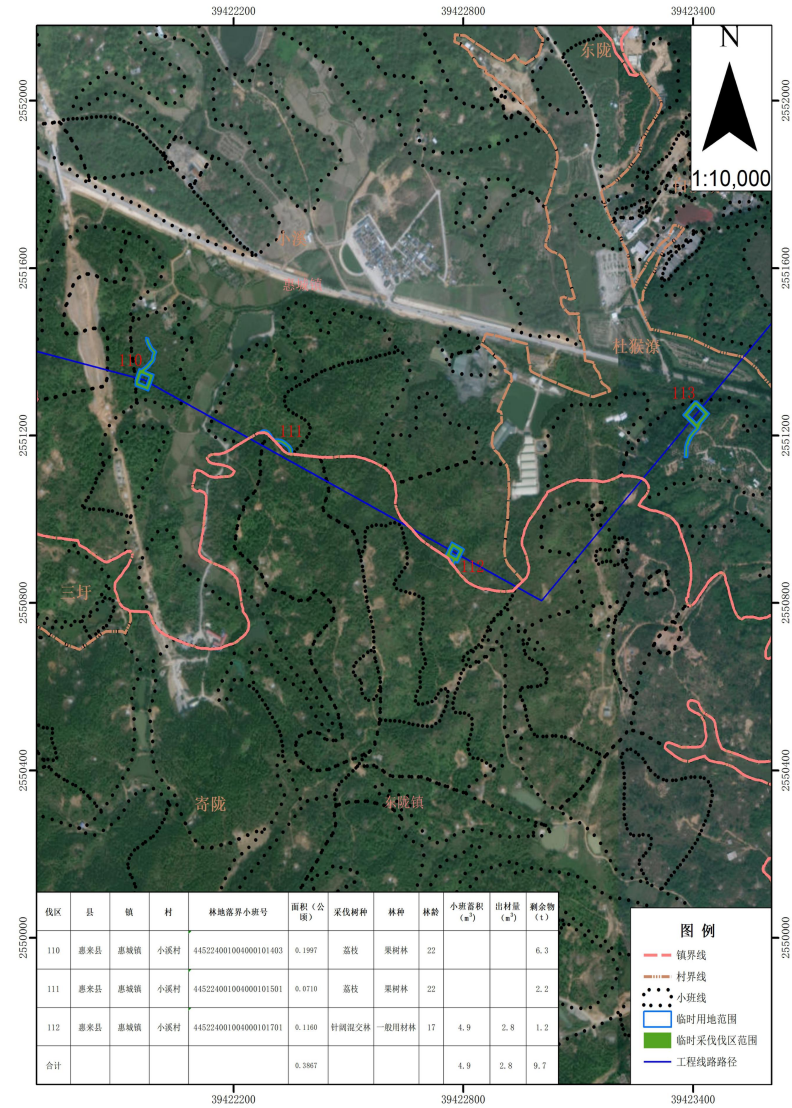 39422200 39422800 39423400
2552000 2552000
2551600 2551600
2551200 2551200
2550800 2550800
2550400 2550400
2550000 2550000
N
1:10,000
东陇
小溪
惠城镇
杜猴潦
110
111
112
118
三圩
寄陇
东陇镇
伐区 县 镇 村 林地落界小班号 面积（公顷） 采伐树种 林种 林龄 小班蓄积（m³） 出材量（m³） 剩余物（t）
110 惠来县 惠城镇 小溪村 445224001004000101403 0.1997 荔枝 果树林 22 6.3
111 惠来县 惠城镇 小溪村 445224001004000101501 0.0710 荔枝 果树林 22 2.2
112 惠来县 惠城镇 小溪村 445224001004000101701 0.1160 针阔混交林 一般用材林 17 4.9 2.8 1.2
合计 0.3867 4.9 2.8 9.7
图 例
镇界线
村界线
小班线
临时用地范围
临时采伐伐区范围
工程线路路径
39422200 39422800 39423400